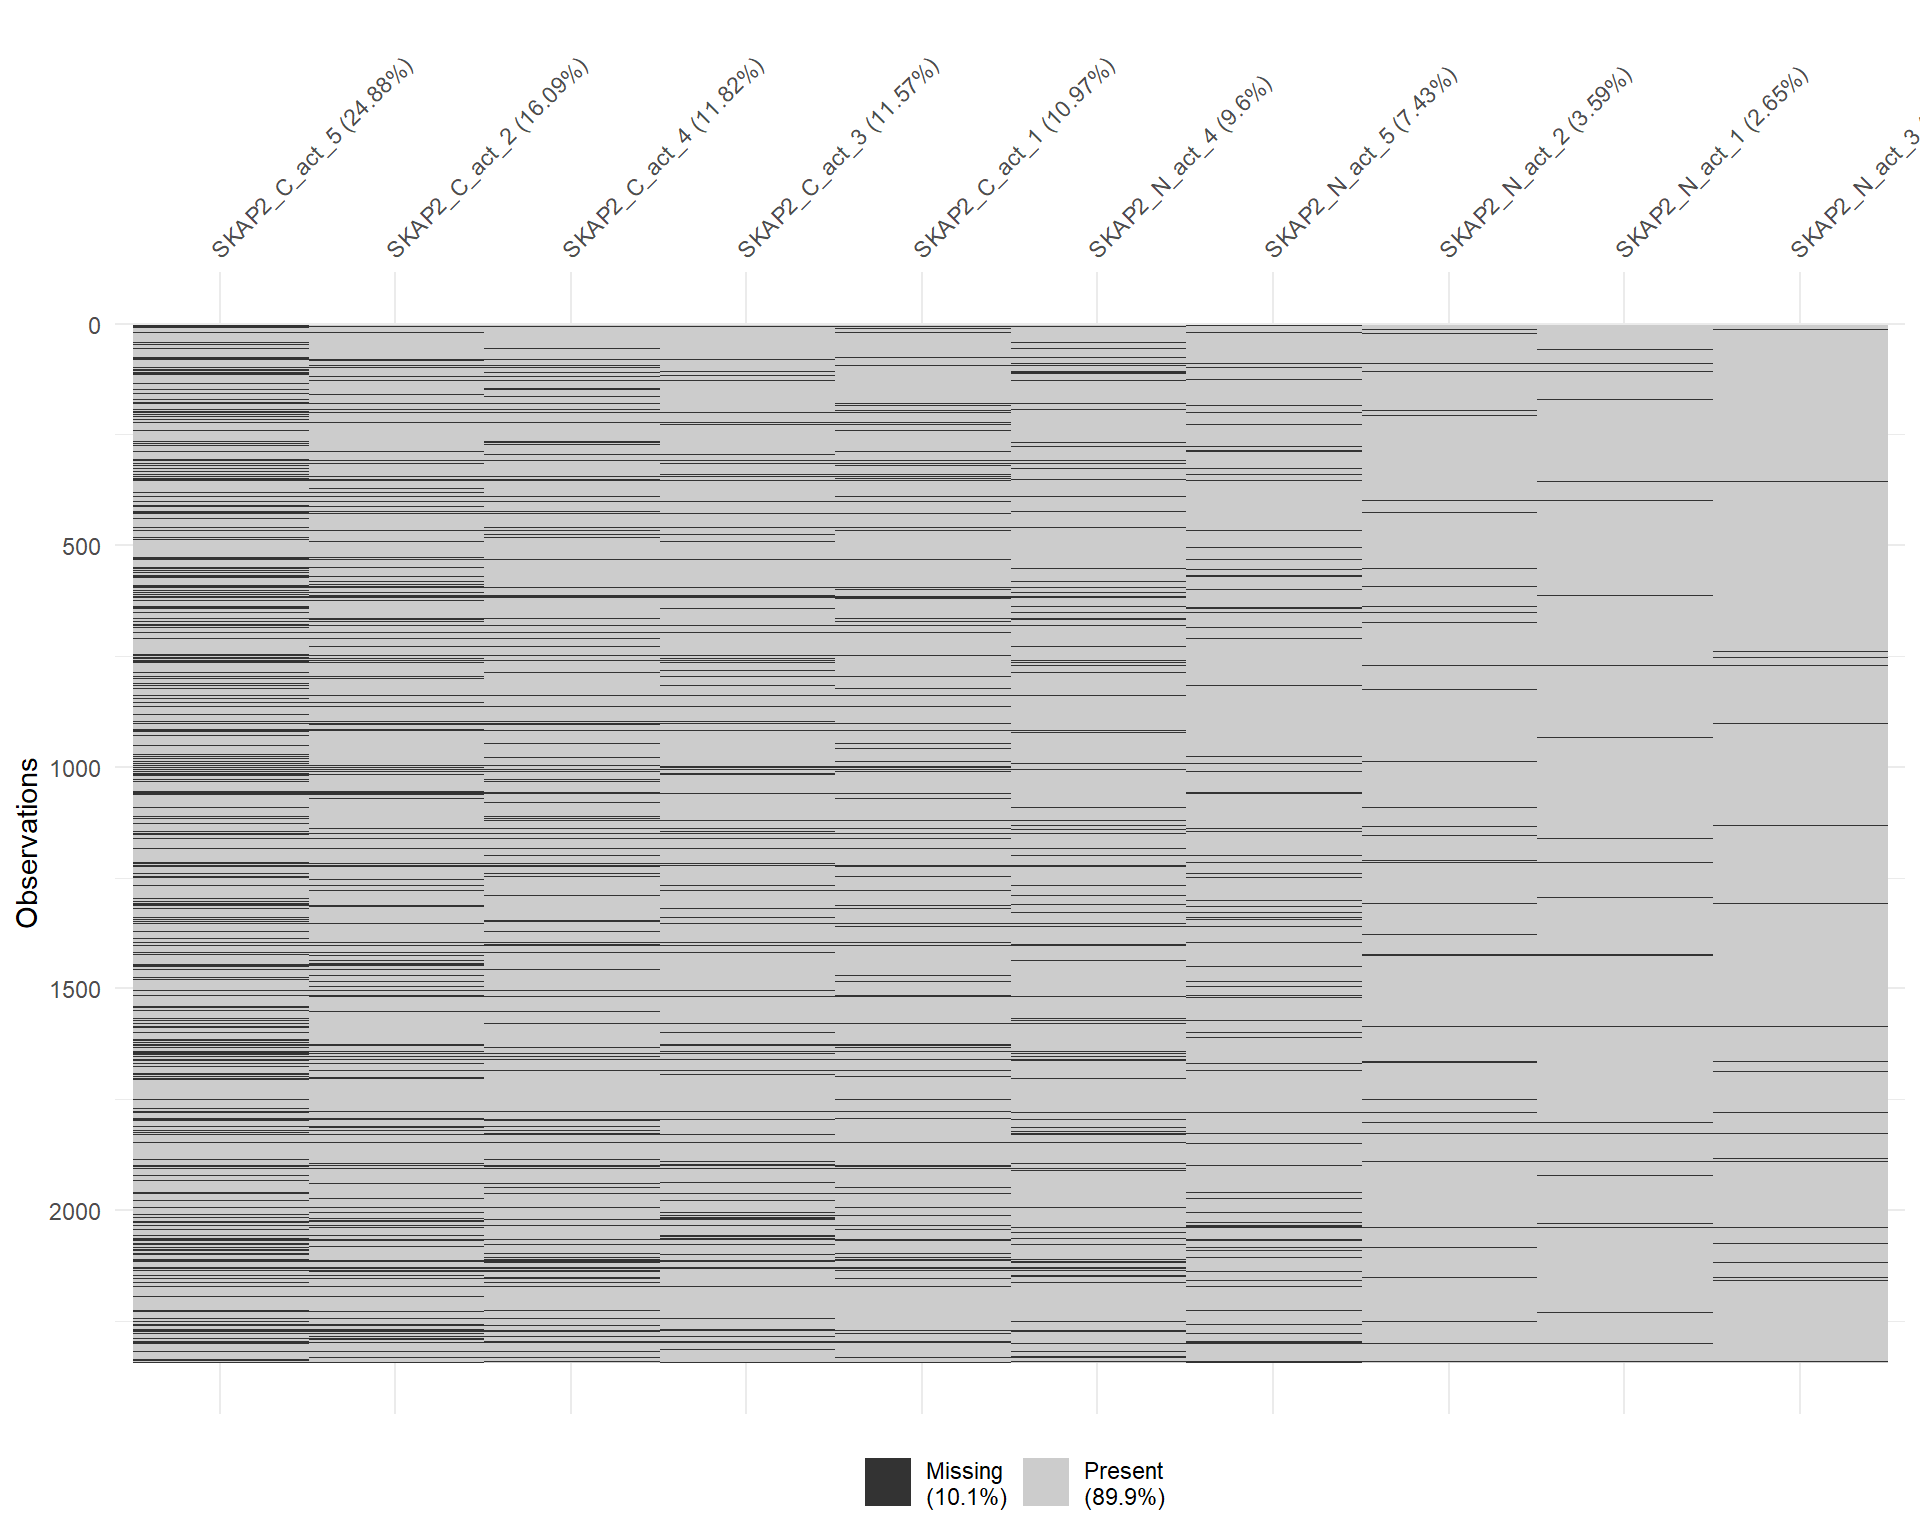 SKAP2_C_act_5 (24.88%)
SKAP2_C_act_2 (16.09%)
SKAP2_C_act_4 (11.82%)
SKAP2_C_act_3 (11.57%)
SKAP2_C_act_1 (10.97%)
SKAP2_N_act_4 (9.6%)
SKAP2_N_act_5 (7.43%)
SKAP2_N_act_2 (3.59%)
SKAP2_N_act_1 (2.65%)
SKAP2_N_act_3
0
500
1000
1500
2000
Observations
Missing
(10.1%)
Present
(89.9%)